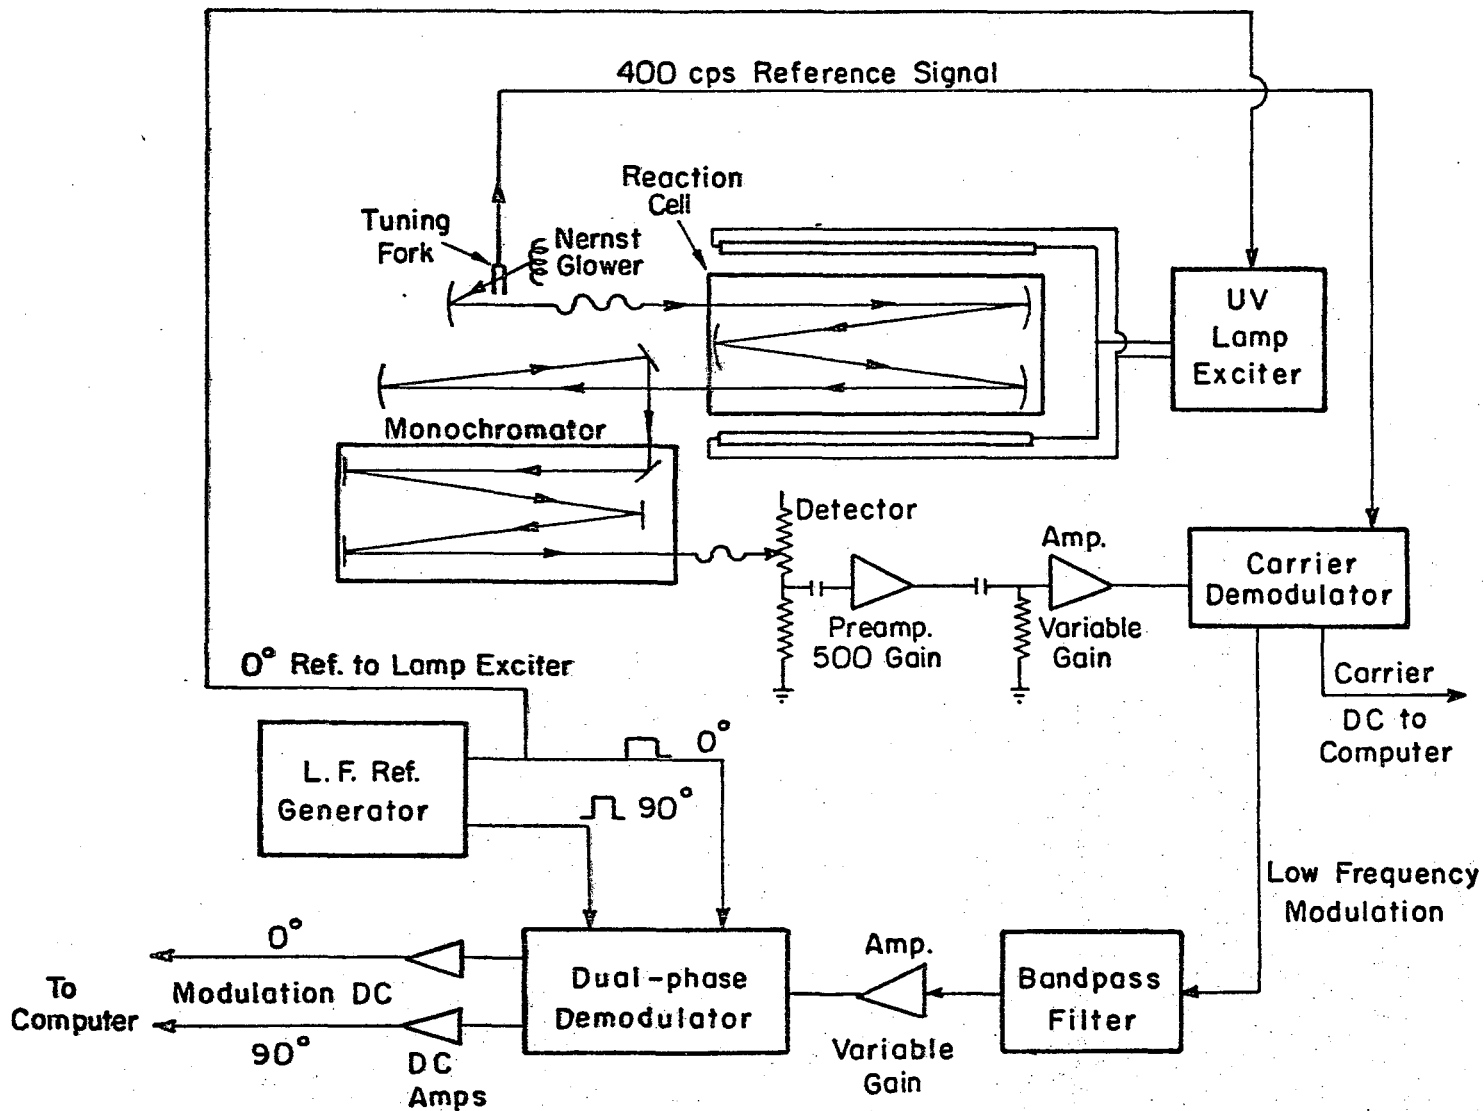 400 cps Reference Signal
Reaction
Cell
Tuning
Fork
Nernst
Glower
UV
Lamp
Exciter
Monochromator
Detector
Amp.
Carrier
Demodulator
Preamp.
500 Gain
Variable
Gain
0° Ref. to Lamp Exciter
Carrier
DC to
Computer
L.F. Ref.
Generator
0°
90°
Low Frequency
Modulation
0°
Modulation DC
To
Computer
90°
DC
Amps
Dual-phase
Demodulator
Amp.
Variable
Gain
Bandpass
Filter